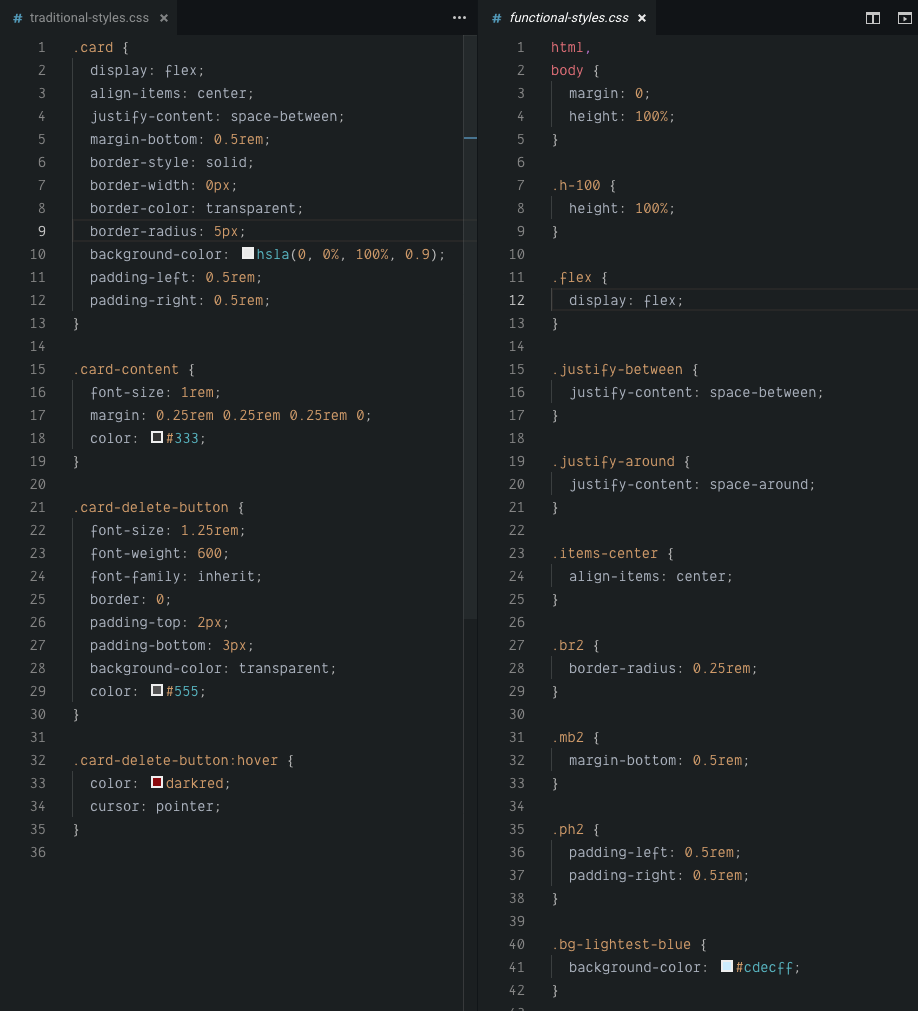 # traditional-styles.css ×
1 .card {
2 display: flex;
3 align-items: center;
4 justify-content: space-between;
5 margin-bottom: 0.5rem;
6 border-style: solid;
7 border-width: 0px;
8 border-color: transparent;
9 border-radius: 5px;
10 background-color: hsla(0, 0%, 100%, 0.9);
11 padding-left: 0.5rem;
12 padding-right: 0.5rem;
13 }
14
15 .card-content {
16 font-size: 1rem;
17 margin: 0.25rem 0.25rem 0.25rem 0;
18 color: #333;
19 }
20
21 .card-delete-button {
22 font-size: 1.25rem;
23 font-weight: 600;
24 font-family: inherit;
25 border: 0;
26 padding-top: 2px;
27 padding-bottom: 3px;
28 background-color: transparent;
29 color: #555;
30 }
31
32 .card-delete-button:hover {
33 color: darkred;
34 cursor: pointer;
35 }
36
# functional-styles.css ×
1 html,
2 body {
3 margin: 0;
4 height: 100%;
5 }
6
7 .h-100 {
8 height: 100%;
9 }
10
11 .flex {
12 display: flex;
13 }
14
15 .justify-between {
16 justify-content: space-between;
17 }
18
19 .justify-around {
20 justify-content: space-around;
21 }
22
23 .items-center {
24 align-items: center;
25 }
26
27 .br2 {
28 border-radius: 0.25rem;
29 }
30
31 .mb2 {
32 margin-bottom: 0.5rem;
33 }
34
35 .ph2 {
36 padding-left: 0.5rem;
37 padding-right: 0.5rem;
38 }
39
40 .bg-lightest-blue {
41 background-color: #cdecff;
42 }